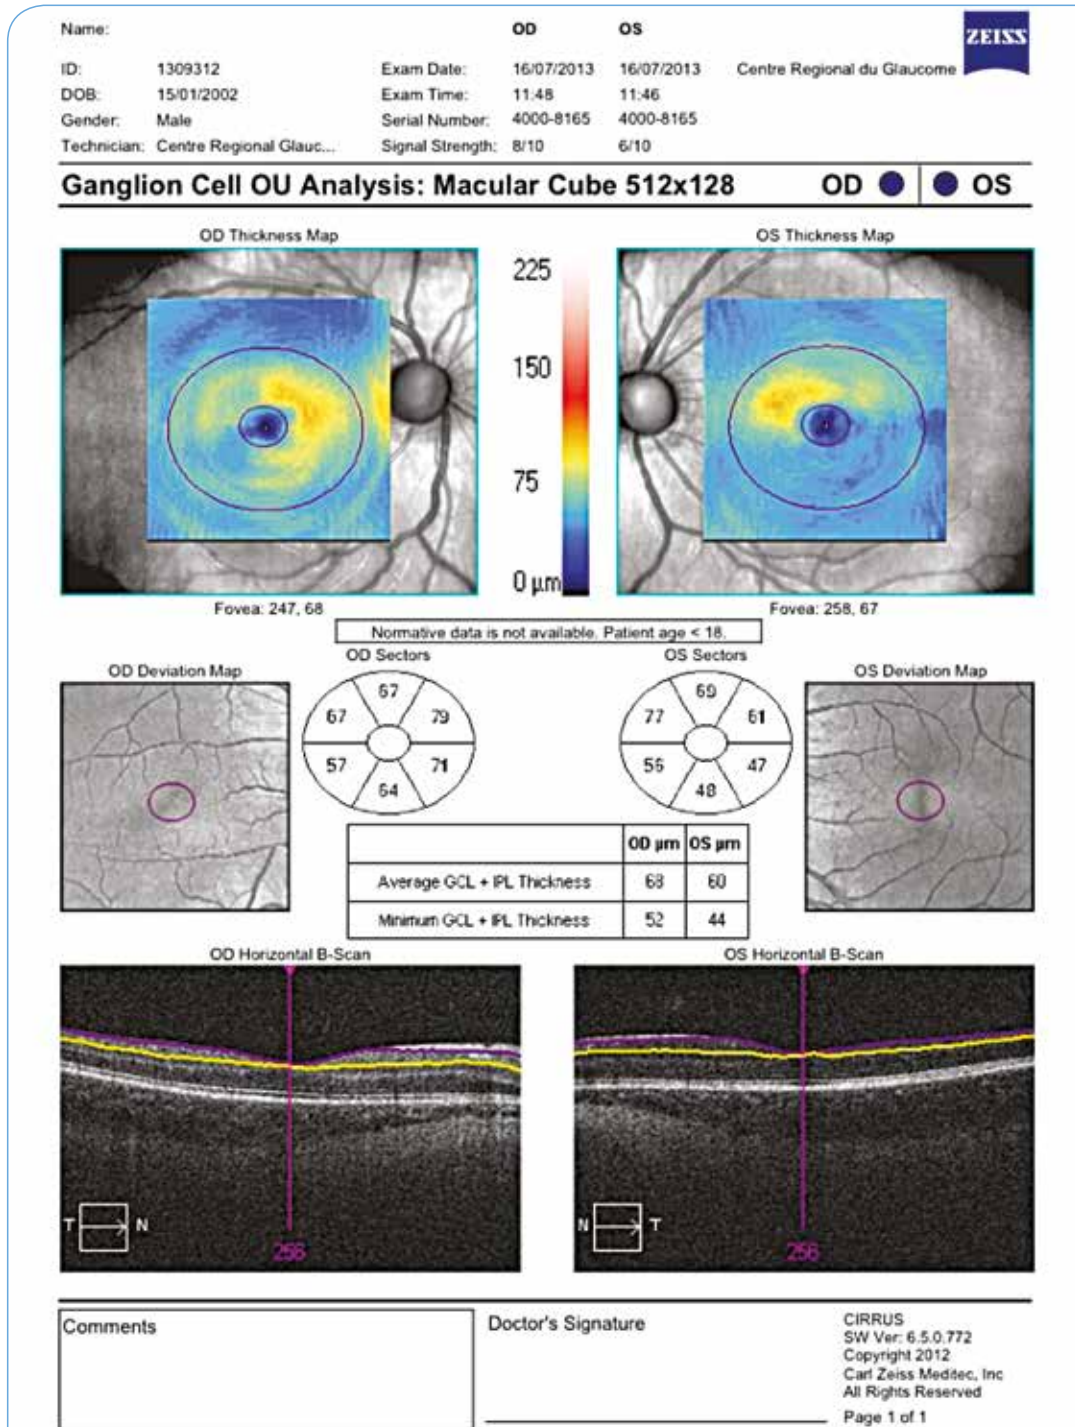 Name: OD OS
ZEISS
ID: 1309312 Exam Date: 16/07/2013 16/07/2013 Centre Regional du Glaucome
DOB: 15/01/2002 Exam Time: 11:48 11:46
Gender: Male Serial Number: 4000-8165 4000-8165
Technician: Centre Regional Glauc... Signal Strength: 8/10 6/10
Ganglion Cell OU Analysis: Macular Cube 512x128 OD OS
OD Thickness Map OS Thickness Map
225
150
75
0 µm
Fovea: 247, 68 Fovea: 258, 67
Normative data is not available. Patient age < 18.
OD Deviation Map OD Sectors OS Sectors OS Deviation Map
67 69
67 79 77 61
57 71 56 47
64 48
OD µm OS µm
Average GCL + IPL Thickness 68 60
Minimum GCL + IPL Thickness 52 44
OD Horizontal B-Scan OS Horizontal B-Scan
T N N T
256 256
Comments Doctor's Signature CIRRUS
SW Ver: 6.5.0.772
Copyright 2012
Carl Zeiss Meditec, Inc
All Rights Reserved
Page 1 of 1